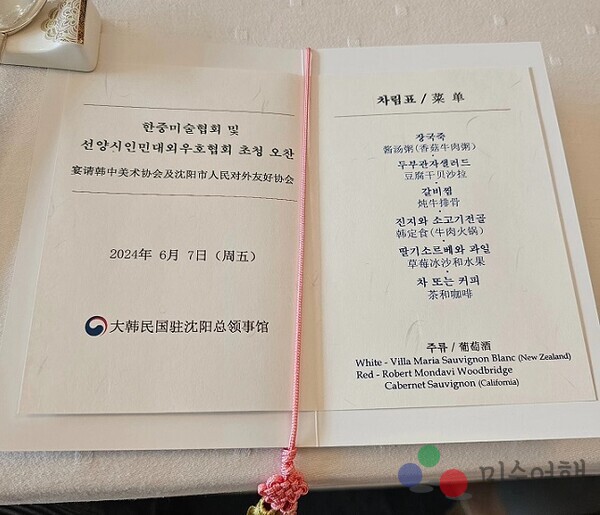 한중미술협회 및
선양시인민대외우호협회 초청 오찬
宴请韩中美术协会及沈阳市人民对外友好协会
2024年 6月 7日（周五）
大韩民国驻沈阳总领事馆
차림표 / 菜 单
장국죽
酱汤粥(香菇牛肉粥)
두부관자샐러드
豆腐干贝沙拉
갈비찜
炖牛排骨
진지와 소고기전골
韩定食(牛肉火锅)
딸기소르베와 과일
草莓冰沙和水果
차 또는 커피
茶和咖啡
주류 / 葡萄酒
White - Villa Maria Sauvignon Blanc (New Zealand)
Red - Robert Mondavi Woodbridge
Cabernet Sauvignon (California)
미술여행